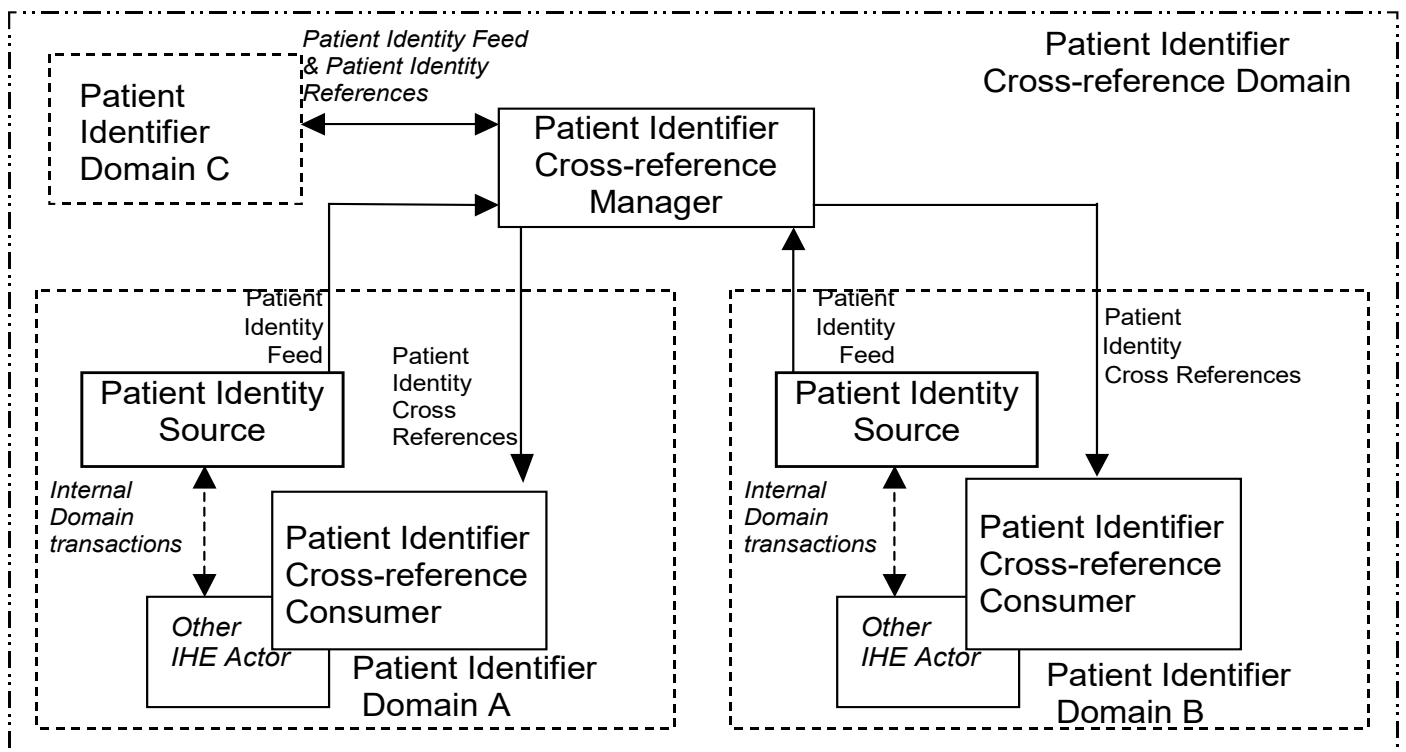 Patient Identity Feed
& Patient Identity
References
Patient Identifier
Cross-reference Domain
Patient
Identifier
Domain C
Patient Identifier
Cross-reference
Manager
Patient
Identity
Feed
Patient
Identity
Cross
References
Patient Identity
Source
Internal
Domain
transactions
Patient Identifier
Cross-reference
Consumer
Other
IHE Actor
Patient Identifier
Domain A
Patient
Identity
Feed
Patient
Identity
Cross References
Patient Identity
Source
Internal
Domain
transactions
Patient Identifier
Cross-reference
Consumer
Other
IHE Actor
Patient Identifier
Domain B